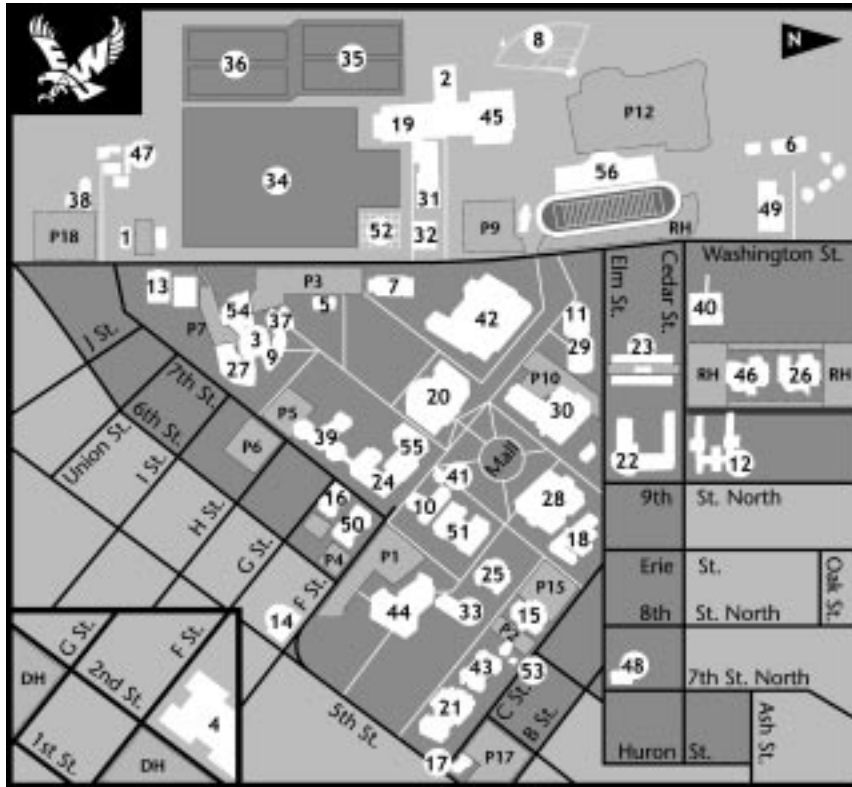 EWU
N
36
35
8
2
19
45
P12
47
6
34
56
38
31
49
P18
1
52
32
P9
RH
Washington St.
Elm St.
Cedar St.
13
P3
7
5
54
37
P7
3
9
27
42
11
29
40
23
J St.
7th St.
6th St.
Union St.
I St.
H St.
G St.
F St.
P5
P6
39
20
55
24
P10
30
RH
46
26
RH
Mall
22
12
16
50
P4
41
10
51
28
18
9th
St. North
P1
25
P15
Erie
St.
Oak St.
44
33
15
P2
8th
St. North
14
43
53
48
7th St. North
21
C St.
B St.
5th St.
17
P17
Huron
St.
Ash St.
G St.
F St.
DH
2nd St.
4
1st St.
DH